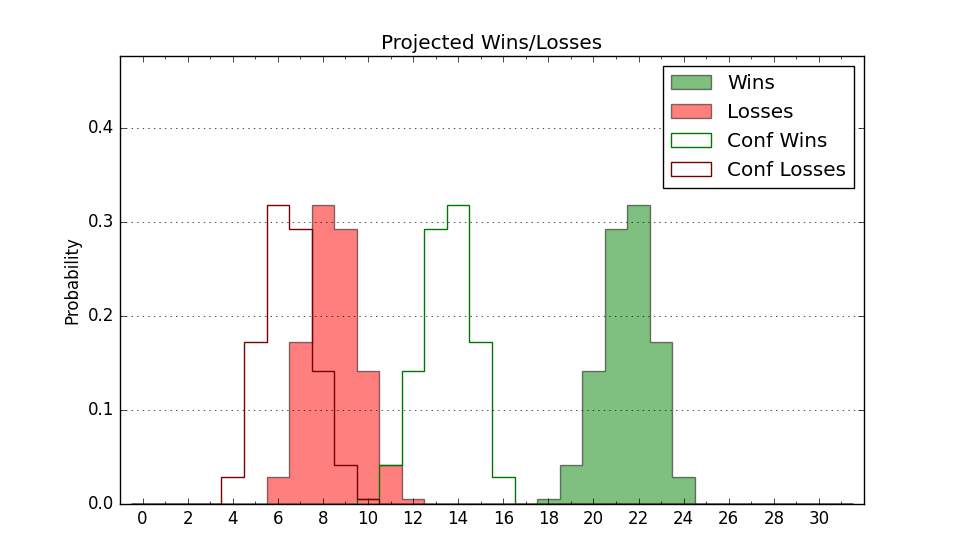 Projected Wins/Losses
Wins
Losses
Conf Wins
Conf Losses
Probability
0.4
0.3
0.2
0.1
0.0
0 2 4 6 8 10 12 14 16 18 20 22 24 26 28 30